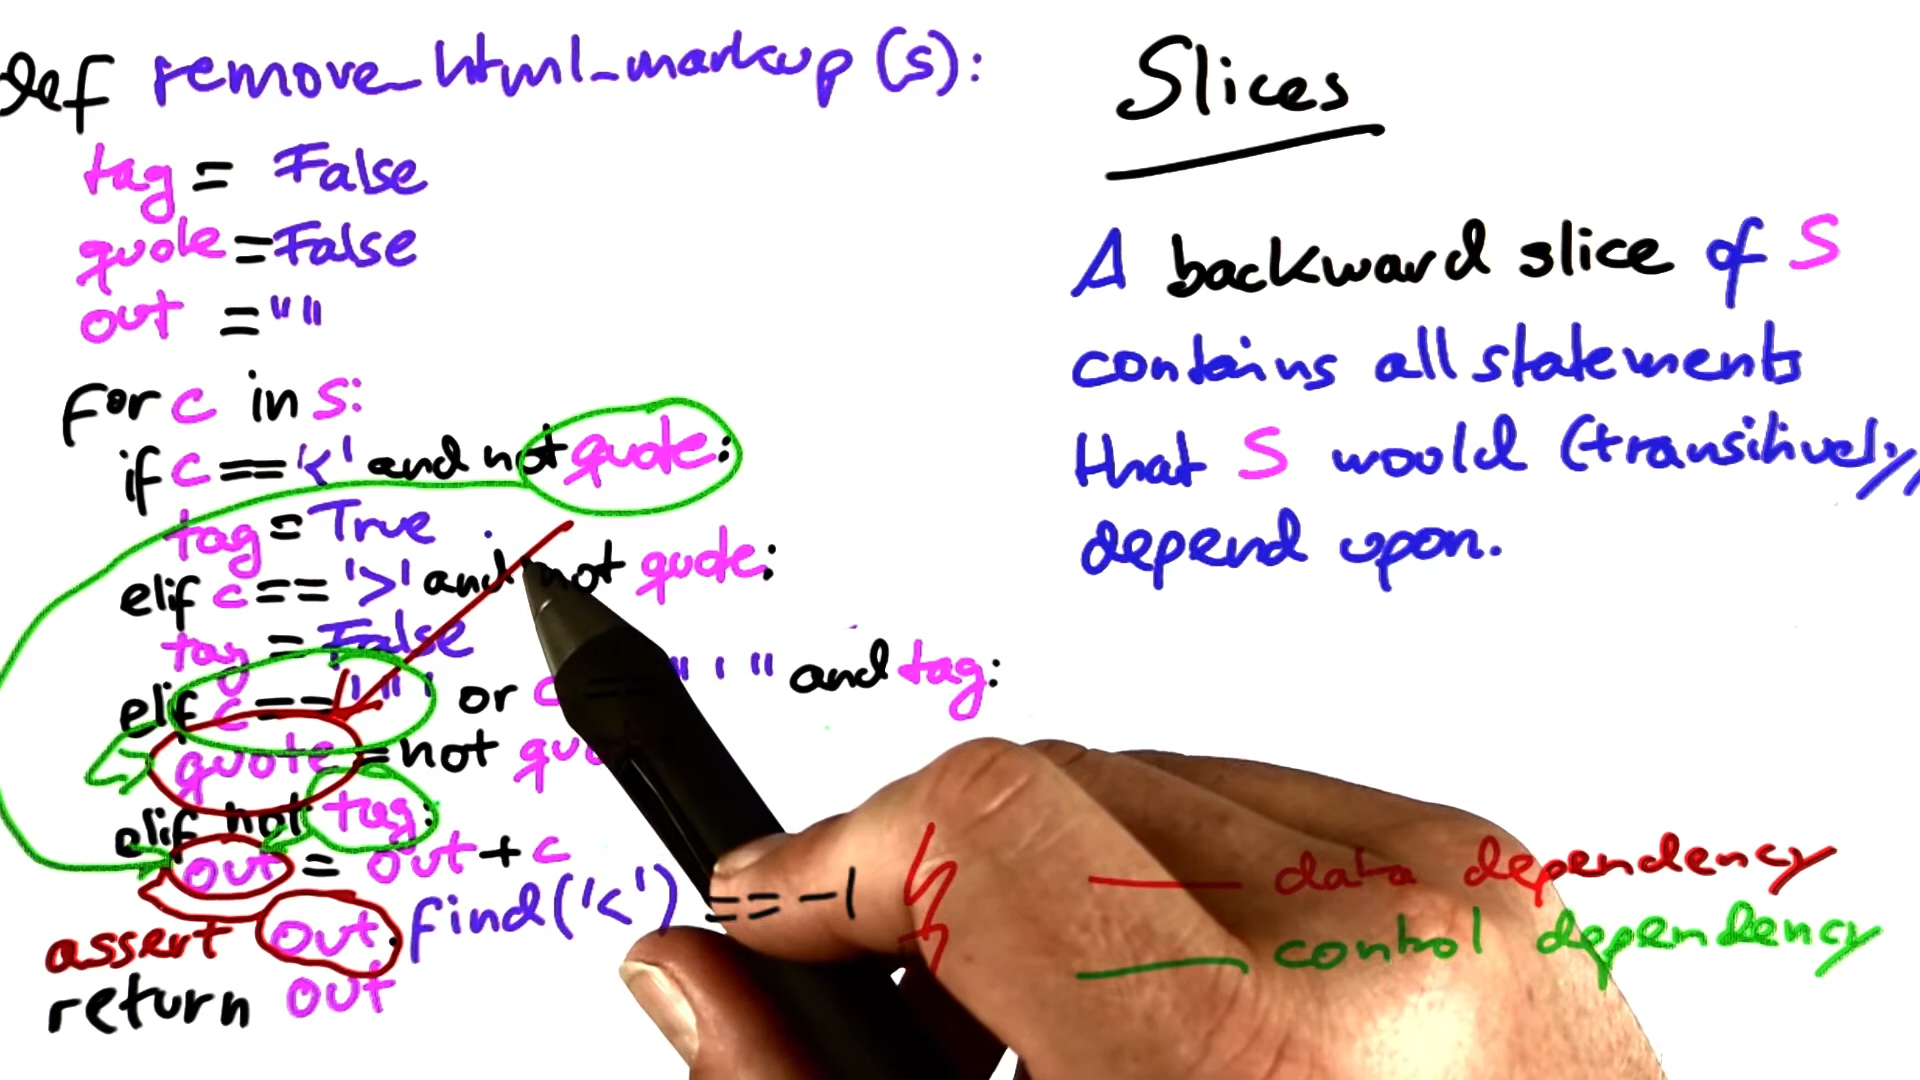 def remove_html_markup (s):
tag = False
quote = False
out = ""
for c in s:
if c == '<' and not quote:
tag = True
elif c == '>' and not quote:
tag = False
elif c == '"' or c == "'" and tag:
quote = not
elif not tag:
out = out + c
assert out.find('<') == -1
return out
Slices
A backward slice of S
contains all statements
that S would (transitively)
depend upon.
data dependency
control dependency